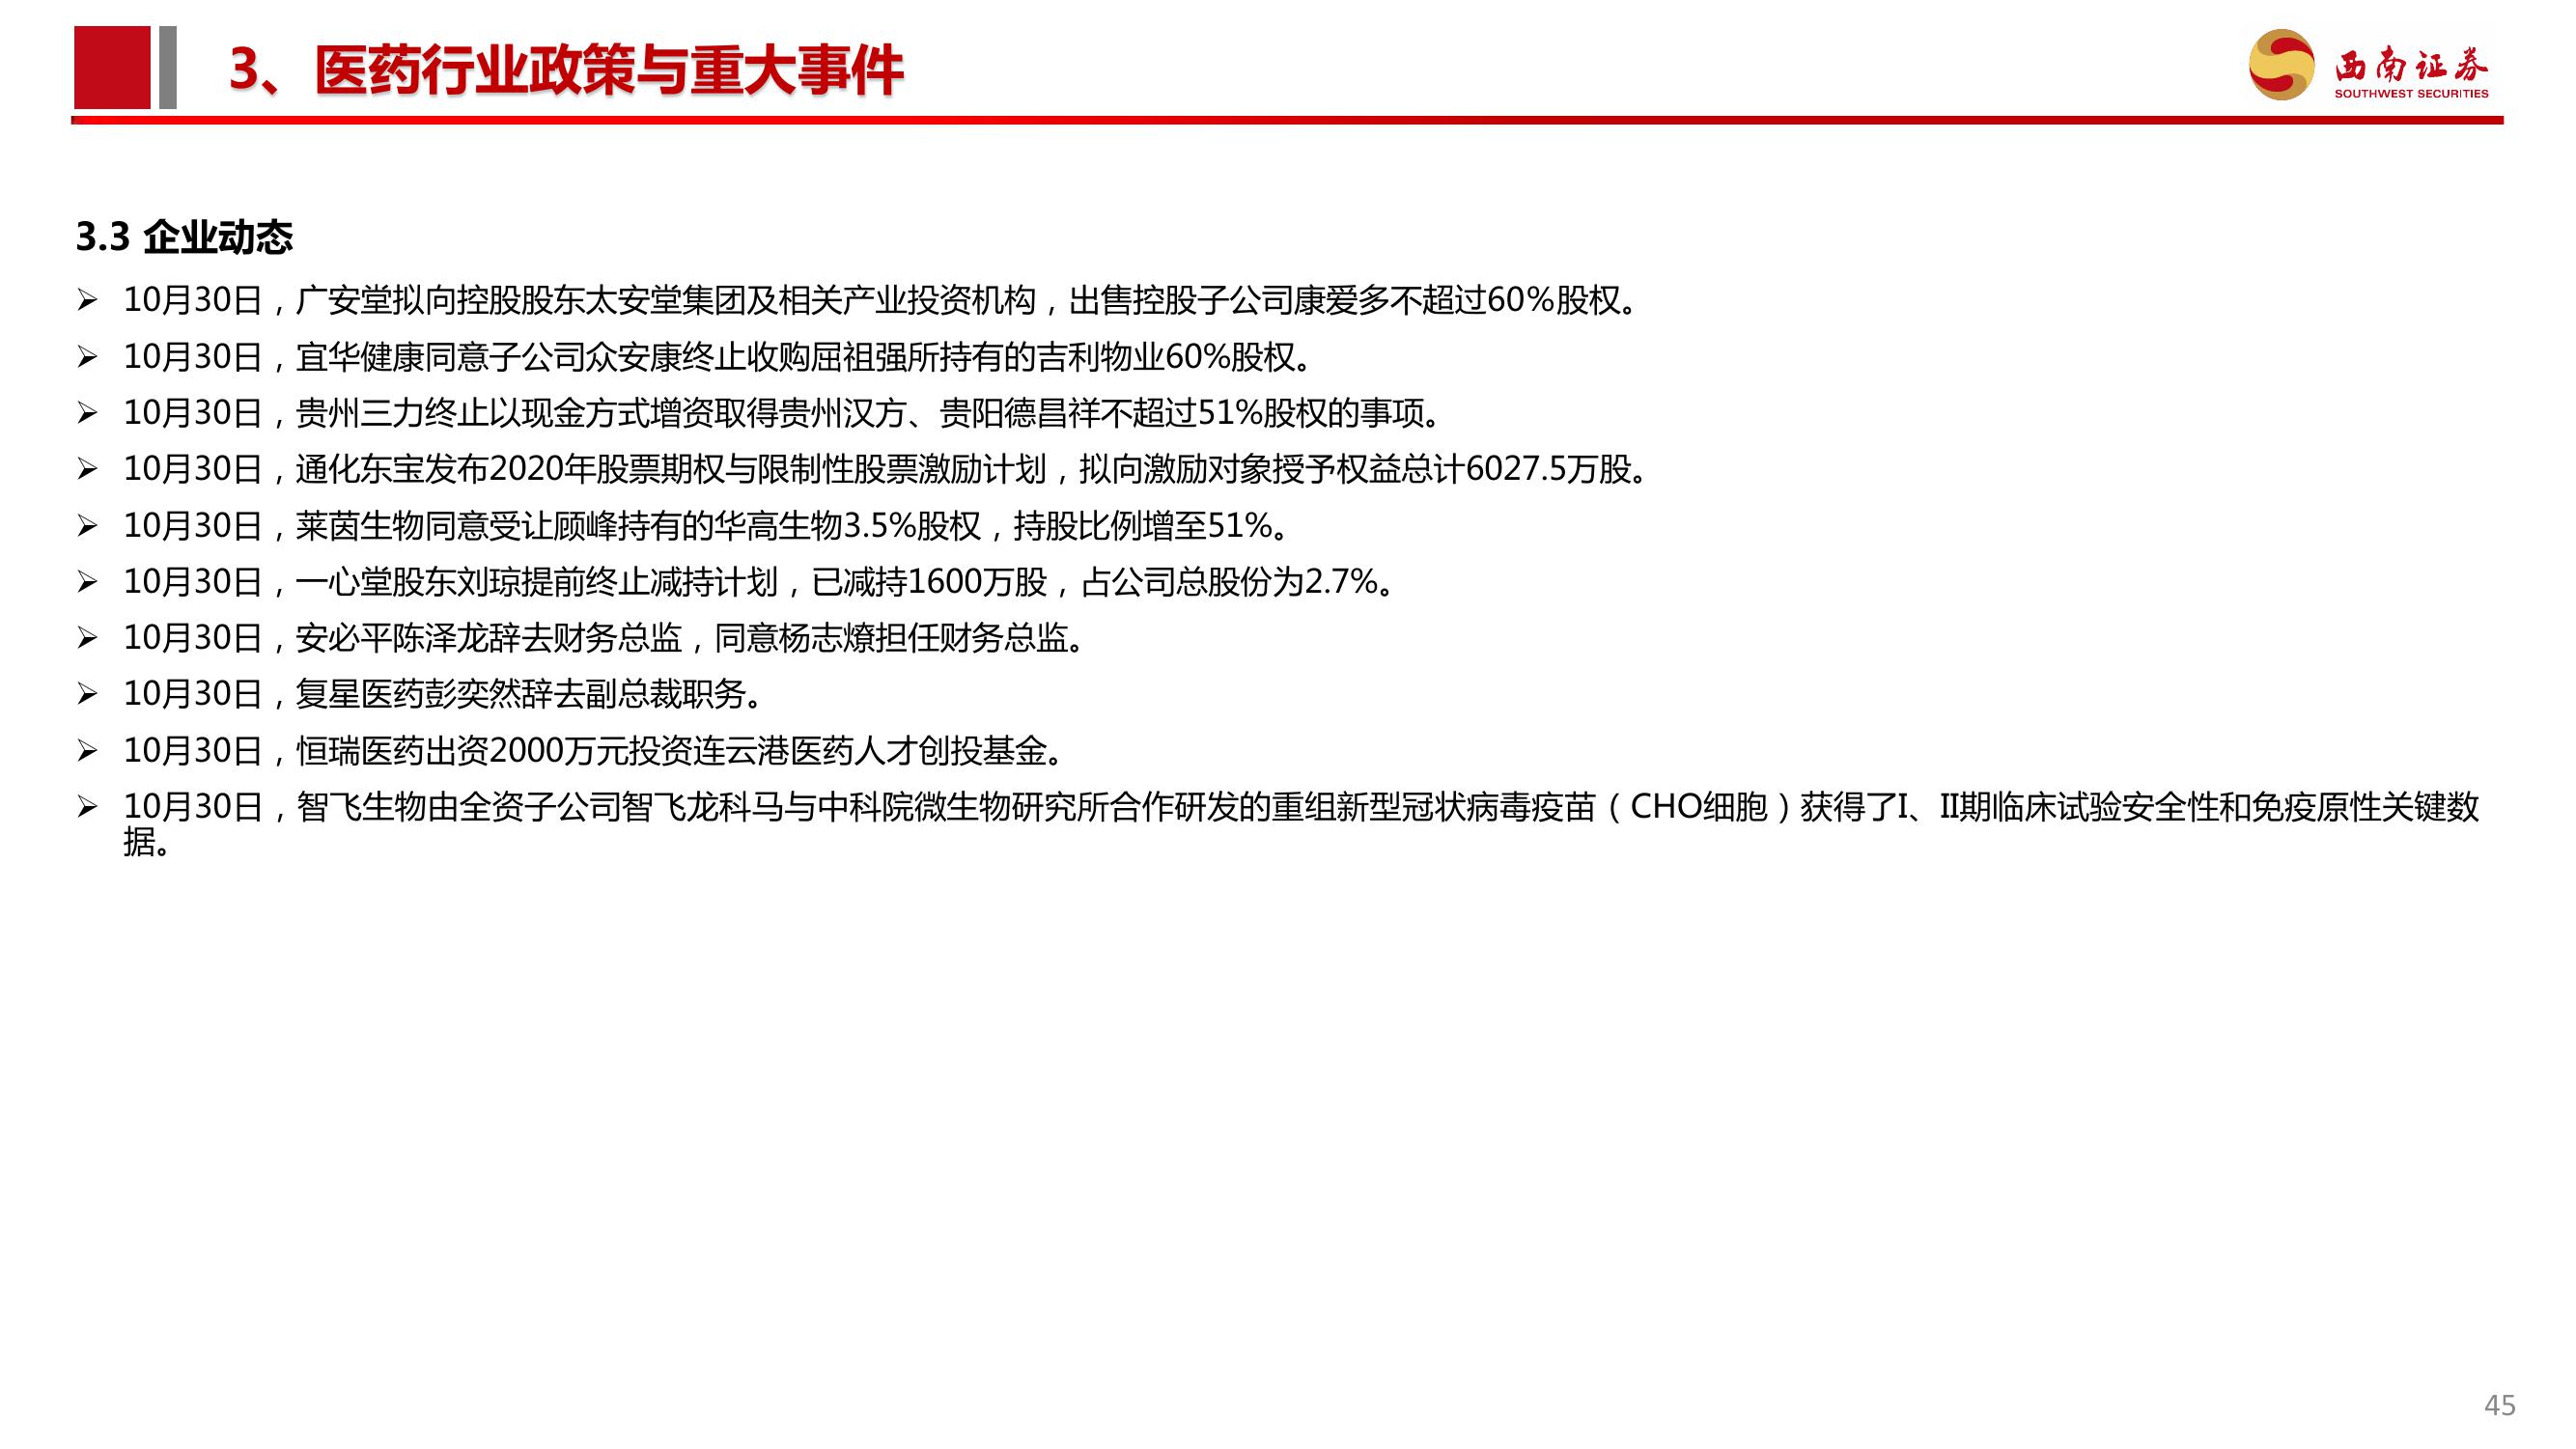 3、医药行业政策与重大事件
西南证券
SOUTHWEST SECURITIES
3.3 企业动态
➢ 10月30日，广安堂拟向控股股东太安堂集团及相关产业投资机构，出售控股子公司康爱多不超过60%股权。
➢ 10月30日，宜华健康同意子公司众安康终止收购屈祖强所持有的吉利物业60%股权。
➢ 10月30日，贵州三力终止以现金方式增资取得贵州汉方、贵阳德昌祥不超过51%股权的事项。
➢ 10月30日，通化东宝发布2020年股票期权与限制性股票激励计划，拟向激励对象授予权益总计6027.5万股。
➢ 10月30日，莱茵生物同意受让顾峰持有的华高生物3.5%股权，持股比例增至51%。
➢ 10月30日，一心堂股东刘琼提前终止减持计划，已减持1600万股，占公司总股份为2.7%。
➢ 10月30日，安必平陈泽龙辞去财务总监，同意杨志燎担任财务总监。
➢ 10月30日，复星医药彭奕然辞去副总裁职务。
➢ 10月30日，恒瑞医药出资2000万元投资连云港医药人才创投基金。
➢ 10月30日，智飞生物由全资子公司智飞龙科马与中科院微生物研究所合作研发的重组新型冠状病毒疫苗（CHO细胞）获得了I、II期临床试验安全性和免疫原性关键数
据。
45